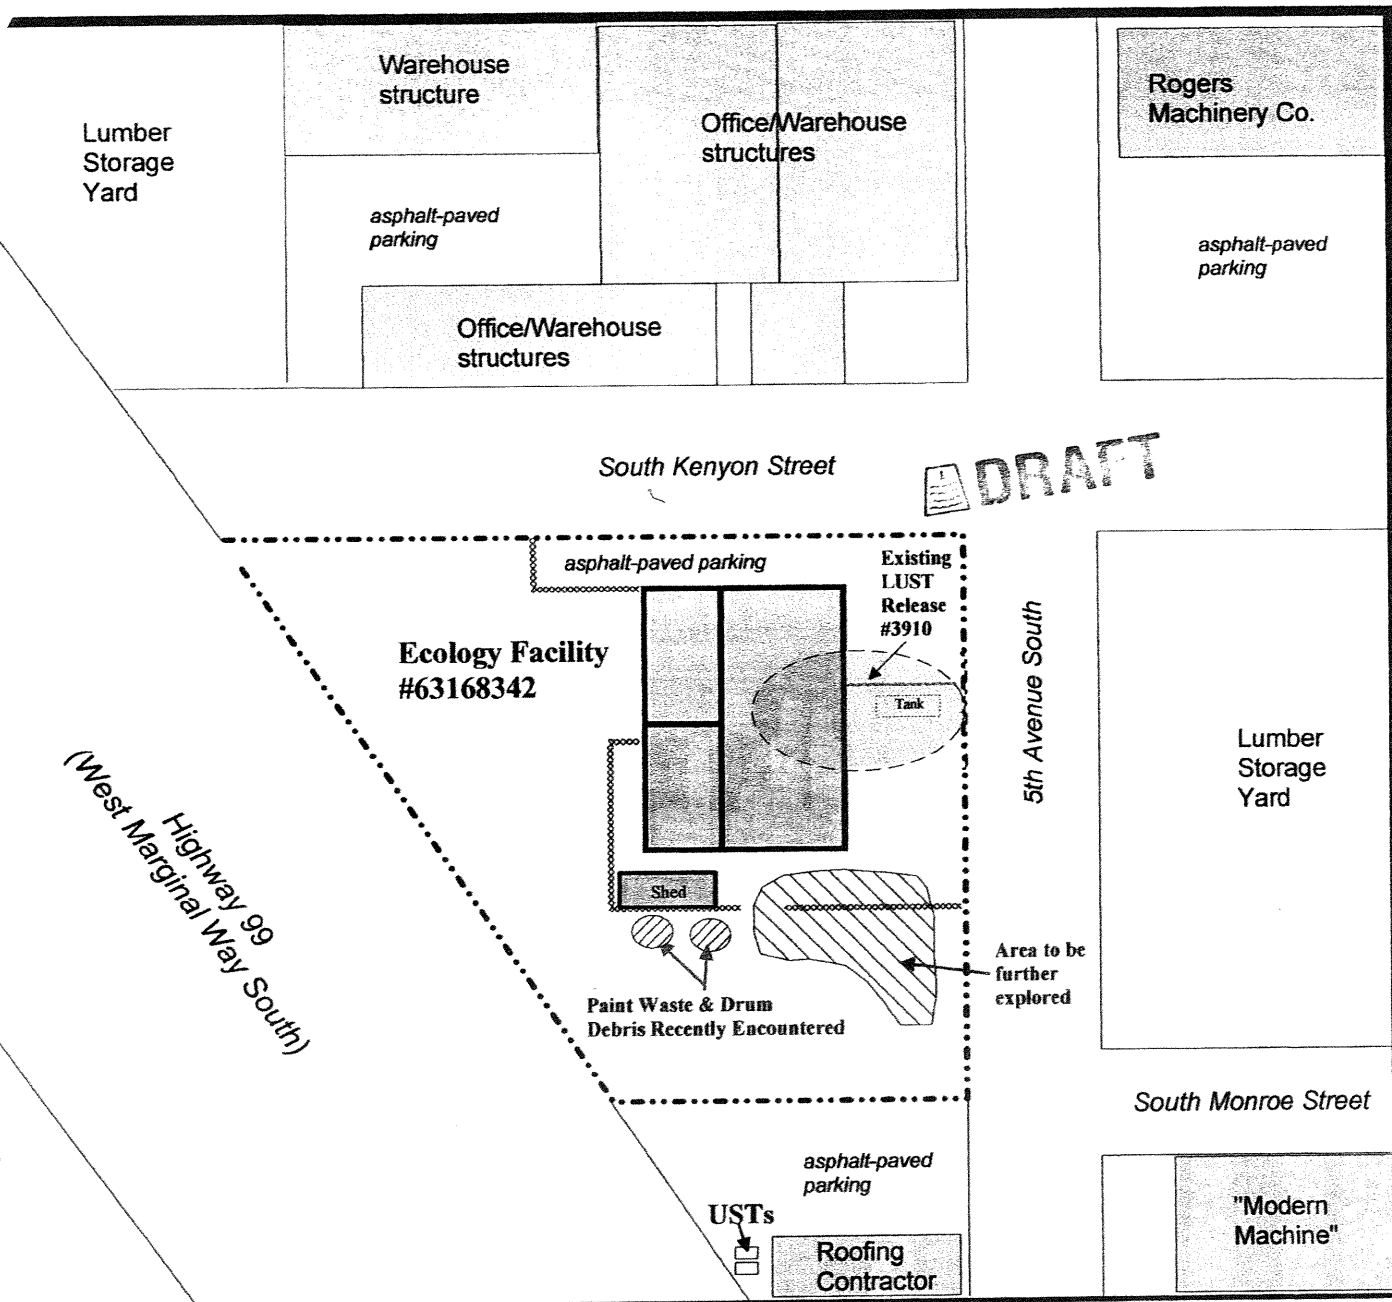 Warehouse
structure
Rogers
Machinery Co.
Lumber
Storage
Yard
Office/Warehouse
structures
asphalt-paved
parking
asphalt-paved
parking
Office/Warehouse
structures
South Kenyon Street
DRAFT
asphalt-paved parking
Existing
LUST
Release
#3910
Ecology Facility
#63168342
Tank
5th Avenue South
Lumber
Storage
Yard
Highway 99
(West Marginal Way South)
Shed
Area to be
further
explored
Paint Waste & Drum
Debris Recently Encountered
South Monroe Street
asphalt-paved
parking
USTs
Roofing
Contractor
"Modern
Machine"